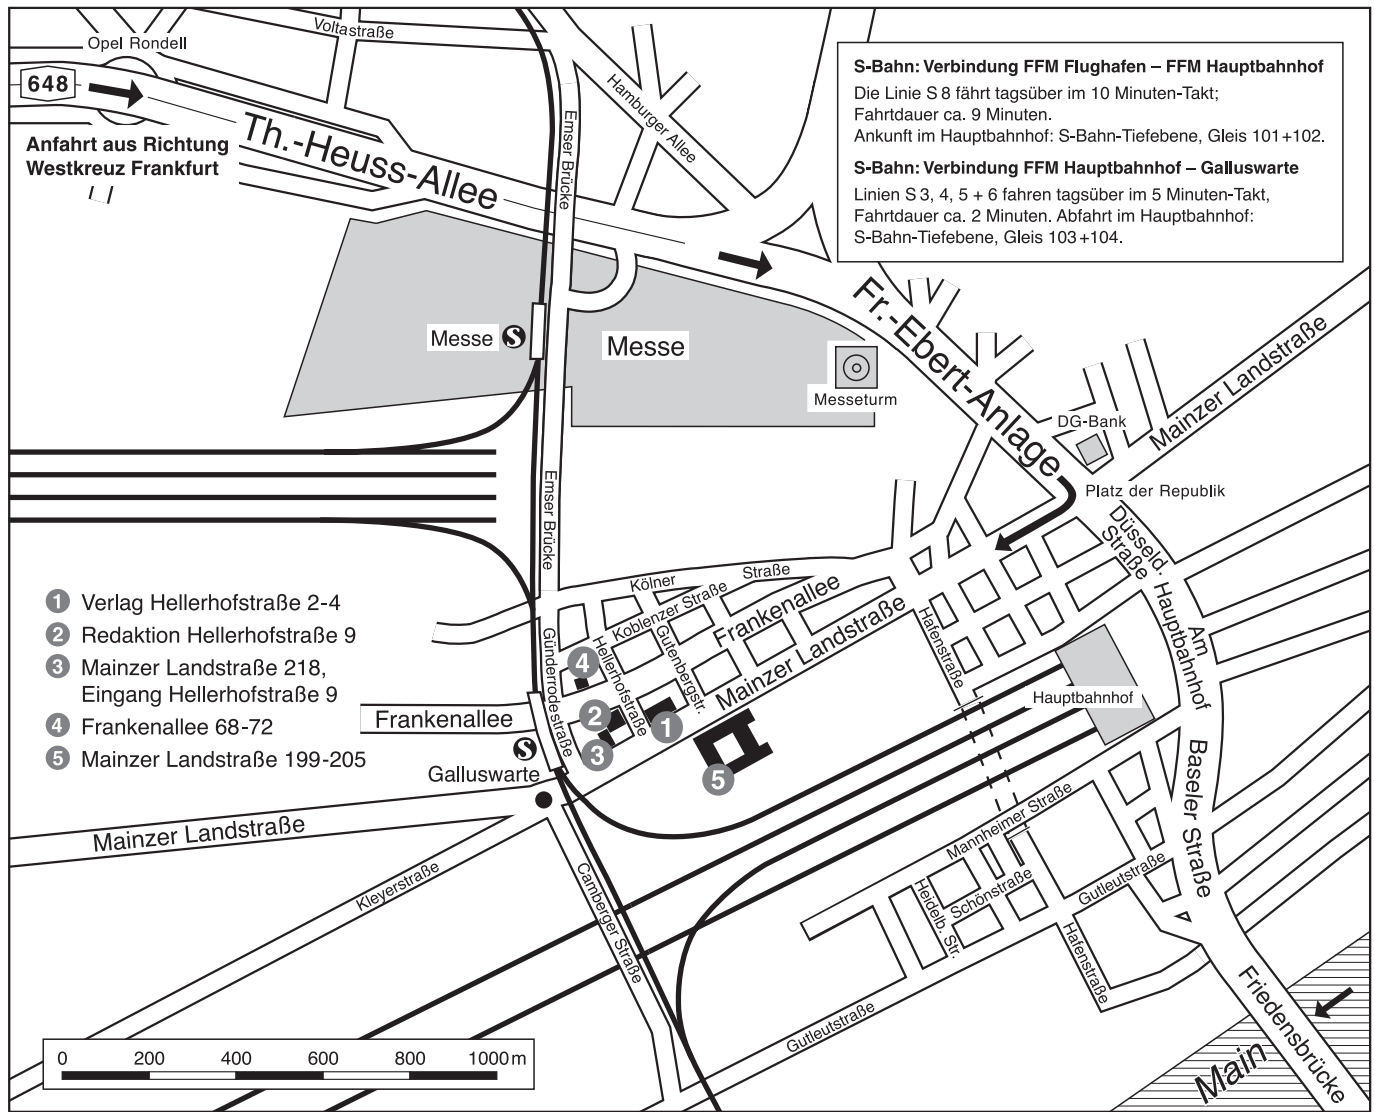 Voltastraße
Opel Rondell
648
Anfahrt aus Richtung
Westkreuz Frankfurt
Th.-Heuss-Allee
Emser Brücke
Hamburger Allee
S-Bahn: Verbindung FFM Flughafen – FFM Hauptbahnhof
Die Linie S 8 fährt tagsüber im 10 Minuten-Takt;
Fahrtdauer ca. 9 Minuten.
Ankunft im Hauptbahnhof: S-Bahn-Tiefebene, Gleis 101+102.
S-Bahn: Verbindung FFM Hauptbahnhof – Galluswarte
Linien S 3, 4, 5 + 6 fahren tagsüber im 5 Minuten-Takt,
Fahrtdauer ca. 2 Minuten. Abfahrt im Hauptbahnhof:
S-Bahn-Tiefebene, Gleis 103+104.
Messe S
Messe
Messeturm
Fr.-Ebert-Anlage
DG-Bank
Mainzer Landstraße
Platz der Republik
Düsseld.
Straße
Emser Brücke
Kölner Straße
Koblenzer Straße
Frankenallee
Mainzer Landstraße
Hafenstraße
Am
Hauptbahnhof
Hauptbahnhof
Günderrodestraße
Hellerhofstraße
Gutenbergstr.
4
2
3
1
5
1 Verlag Hellerhofstraße 2-4
2 Redaktion Hellerhofstraße 9
3 Mainzer Landstraße 218,
Eingang Hellerhofstraße 9
4 Frankenallee 68-72
5 Mainzer Landstraße 199-205
Frankenallee
S
Galluswarte
Mainzer Landstraße
Kleyerstraße
Camberger Straße
Baseler Straße
Mannheimer Straße
Schönstraße
Heidelb. Str.
Gutleutstraße
Hafenstraße
Gutleutstraße
Friedensbrücke
Main
0 200 400 600 800 1000 m